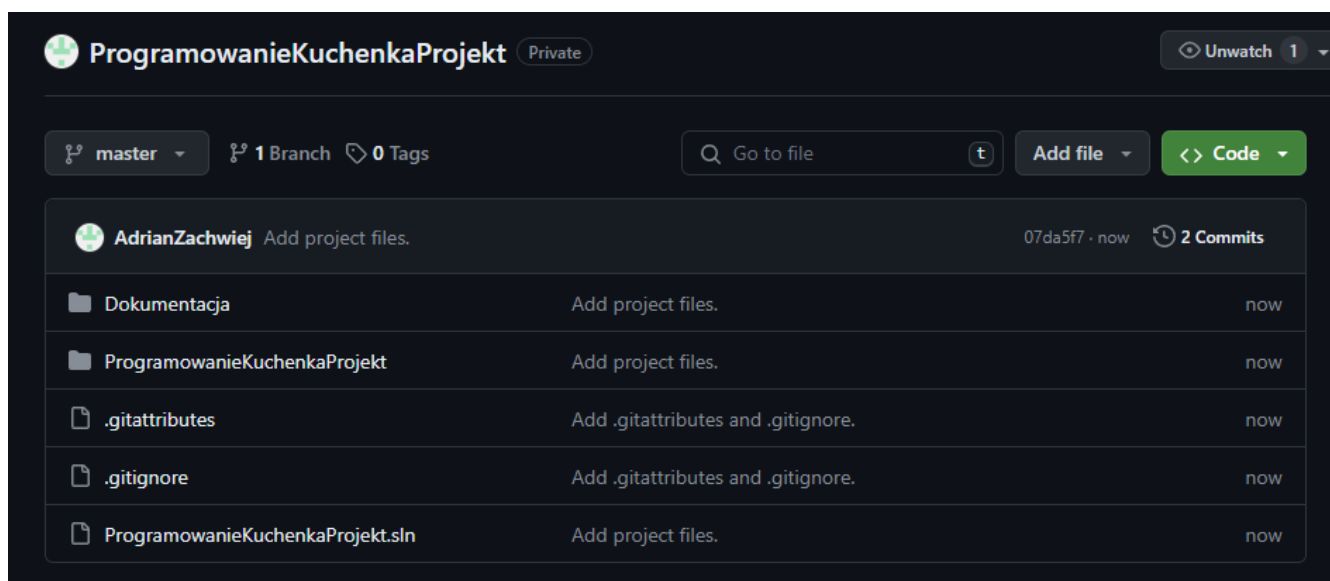 ProgramowanieKuchenkaProjekt Private Unwatch 1
master 1 Branch 0 Tags Go to file t Add file Code
AdrianZachwiej Add project files. 07da5f7 · now 2 Commits
Dokumentacja Add project files. now
ProgramowanieKuchenkaProjekt Add project files. now
.gitattributes Add .gitattributes and .gitignore. now
.gitignore Add .gitattributes and .gitignore. now
ProgramowanieKuchenkaProjekt.sln Add project files. now